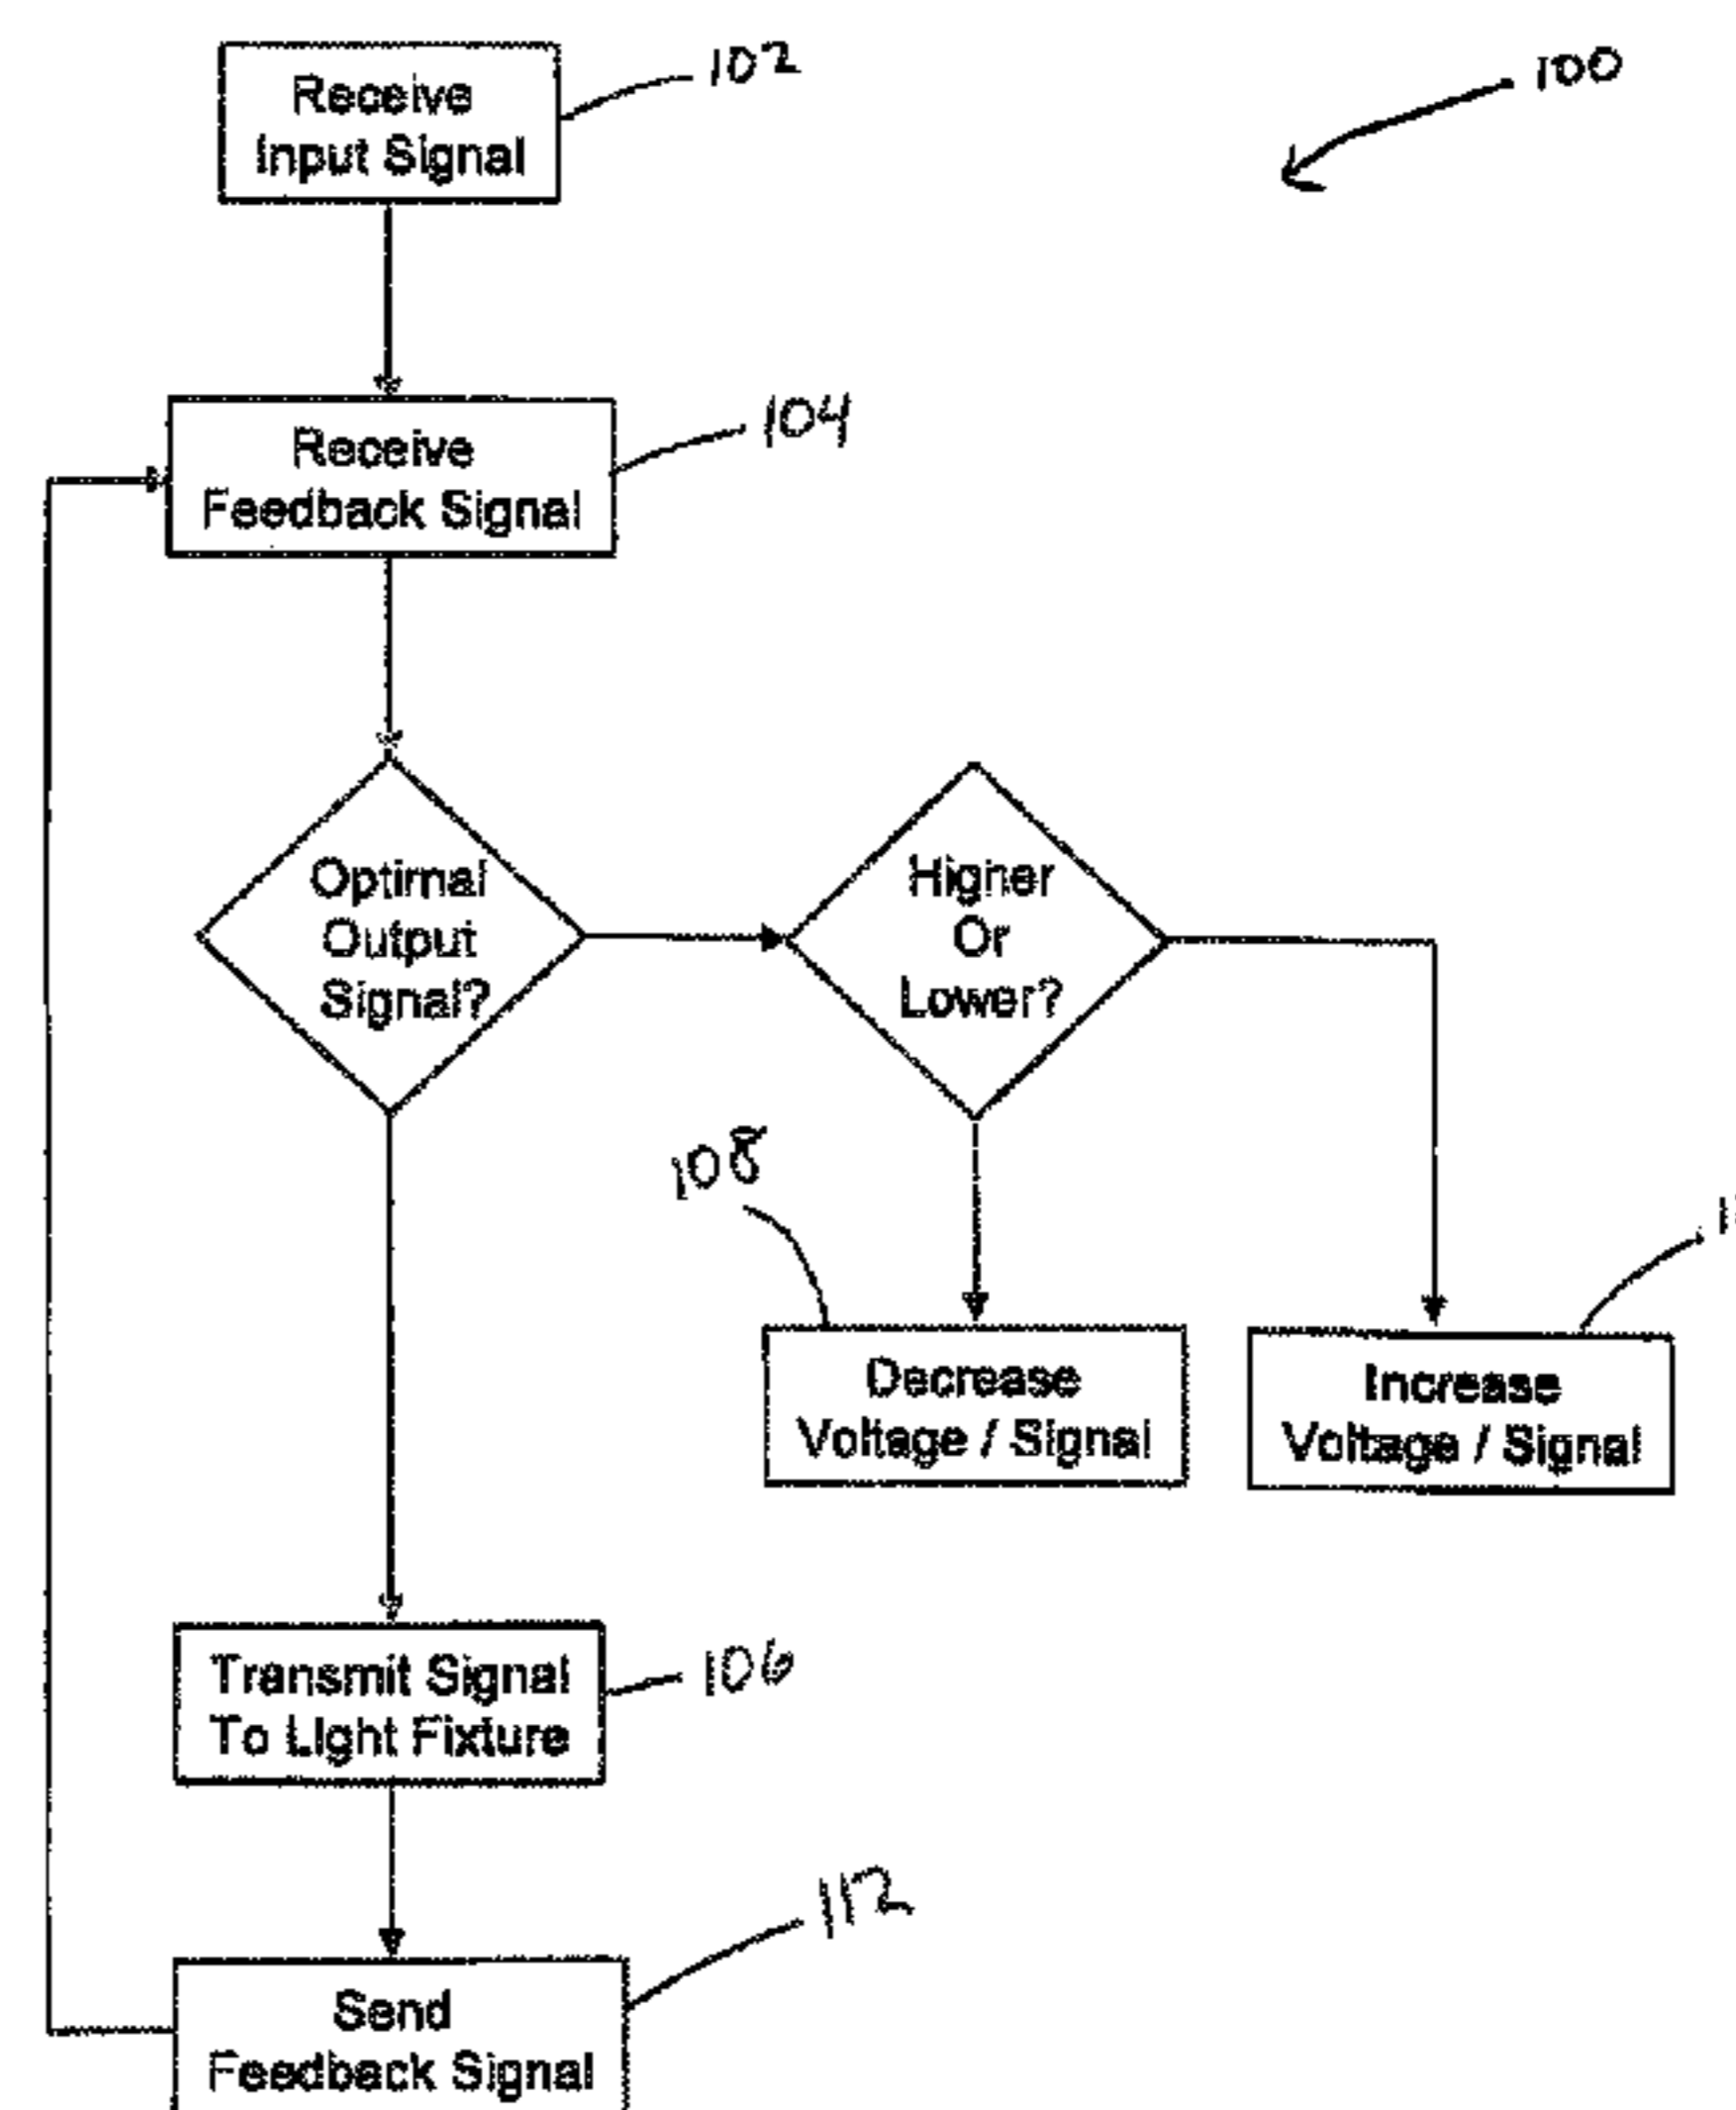 Receive
Input Signal
102
100
Receive
Feedback Signal
104
Optimal
Output
Signal?
Higher
Or
Lower?
108
Decrease
Voltage / Signal
Increase
Voltage / Signal
Transmit Signal
To Light Fixture
106
112
Send
Feedback Signal